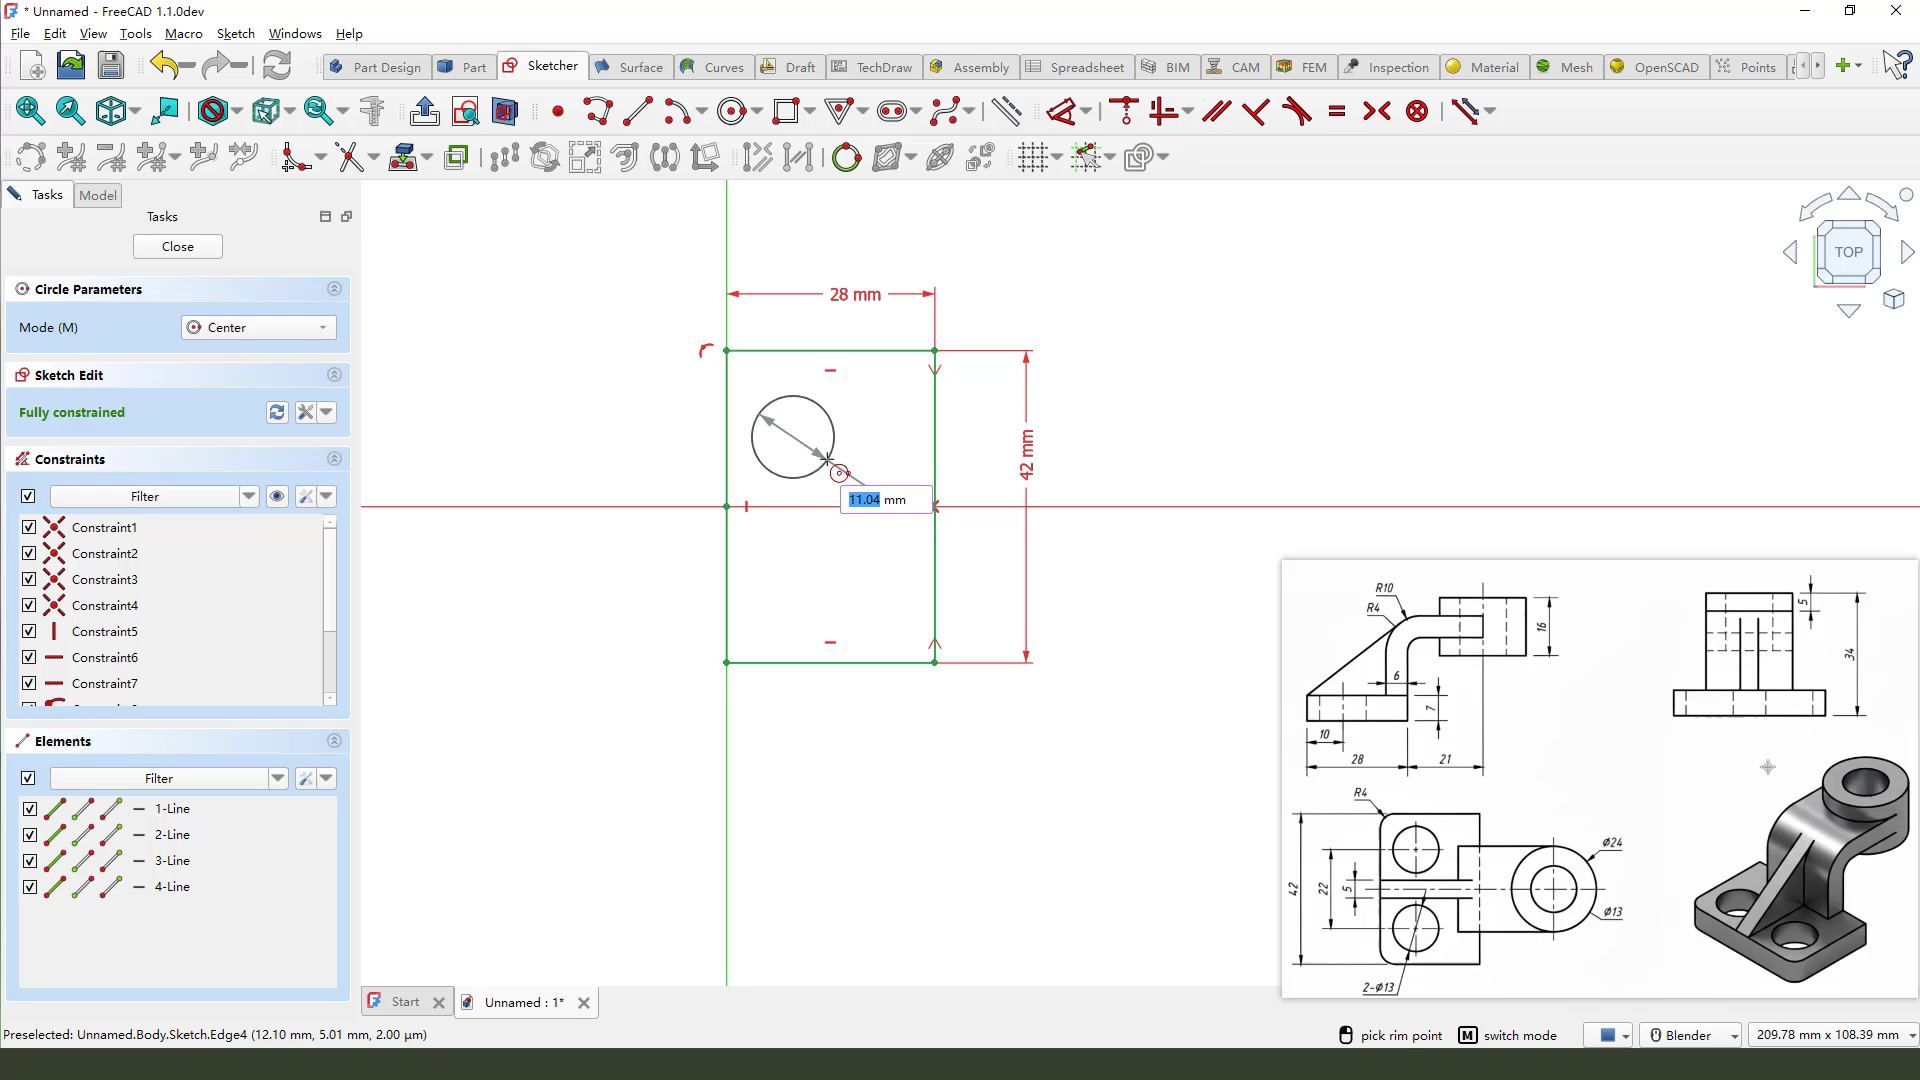 * Unnamed - FreeCAD 1.1.0dev
File Edit View Tools Macro Sketch Windows Help
Part Design Part Sketcher Surface Curves Draft TechDraw Assembly Spreadsheet BIM CAM FEM Inspection Material Mesh OpenSCAD Points
Tasks Model
Tasks
Close
Circle Parameters
Mode (M) Center
Sketch Edit
Fully constrained
Constraints
Filter
Constraint1
Constraint2
Constraint3
Constraint4
Constraint5
Constraint6
Constraint7
Elements
Filter
1-Line
2-Line
3-Line
4-Line
28 mm
42 mm
11.04 mm
TOP
R10
R4
16
6
7
10
28 21
5
34
R4
42
22
5
Ø24
Ø13
2-Ø13
Start Unnamed : 1*
Preselected: Unnamed.Body.Sketch.Edge4 (12.10 mm, 5.01 mm, 2.00 µm)
pick rim point M switch mode Blender 209.78 mm x 108.39 mm